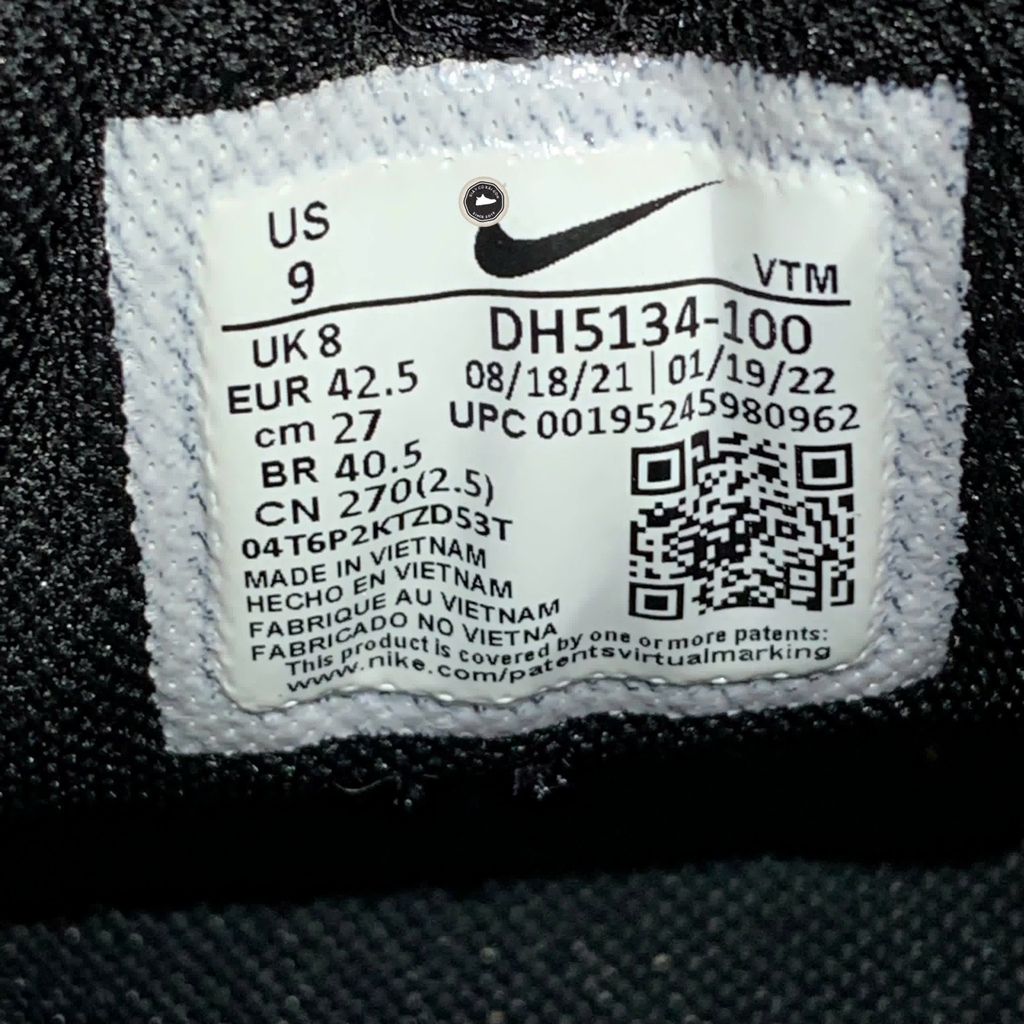 US
9
VTM
UK 8
EUR 42.5
cm 27
BR 40.5
CN 270(2.5)
DH5134-100
08/18/21 | 01/19/22
UPC 00195245980962
04T6P2KTZD53T
MADE IN VIETNAM
HECHO EN VIETNAM
FABRIQUE AU VIETNAM
FABRICADO NO VIETNA
This product is covered by one or more patents:
www.nike.com/patentsvirtualmarking